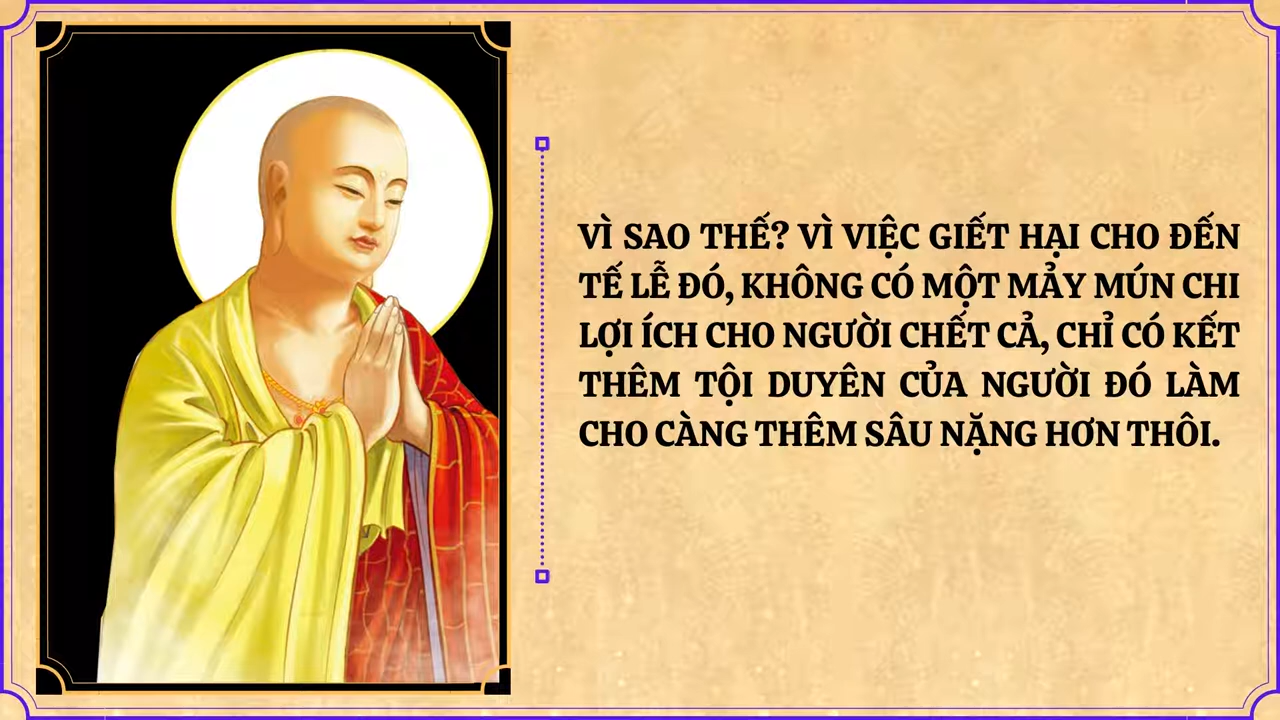 VÌ SAO THẾ? VÌ VIỆC GIẾT HẠI CHO ĐẾN
TẾ LỄ ĐÓ, KHÔNG CÓ MỘT MẢY MÚN CHI
LỢI ÍCH CHO NGƯỜI CHẾT CẢ, CHỈ CÓ KẾT
THÊM TỘI DUYÊN CỦA NGƯỜI ĐÓ LÀM
CHO CÀNG THÊM SÂU NẶNG HƠN THÔI.